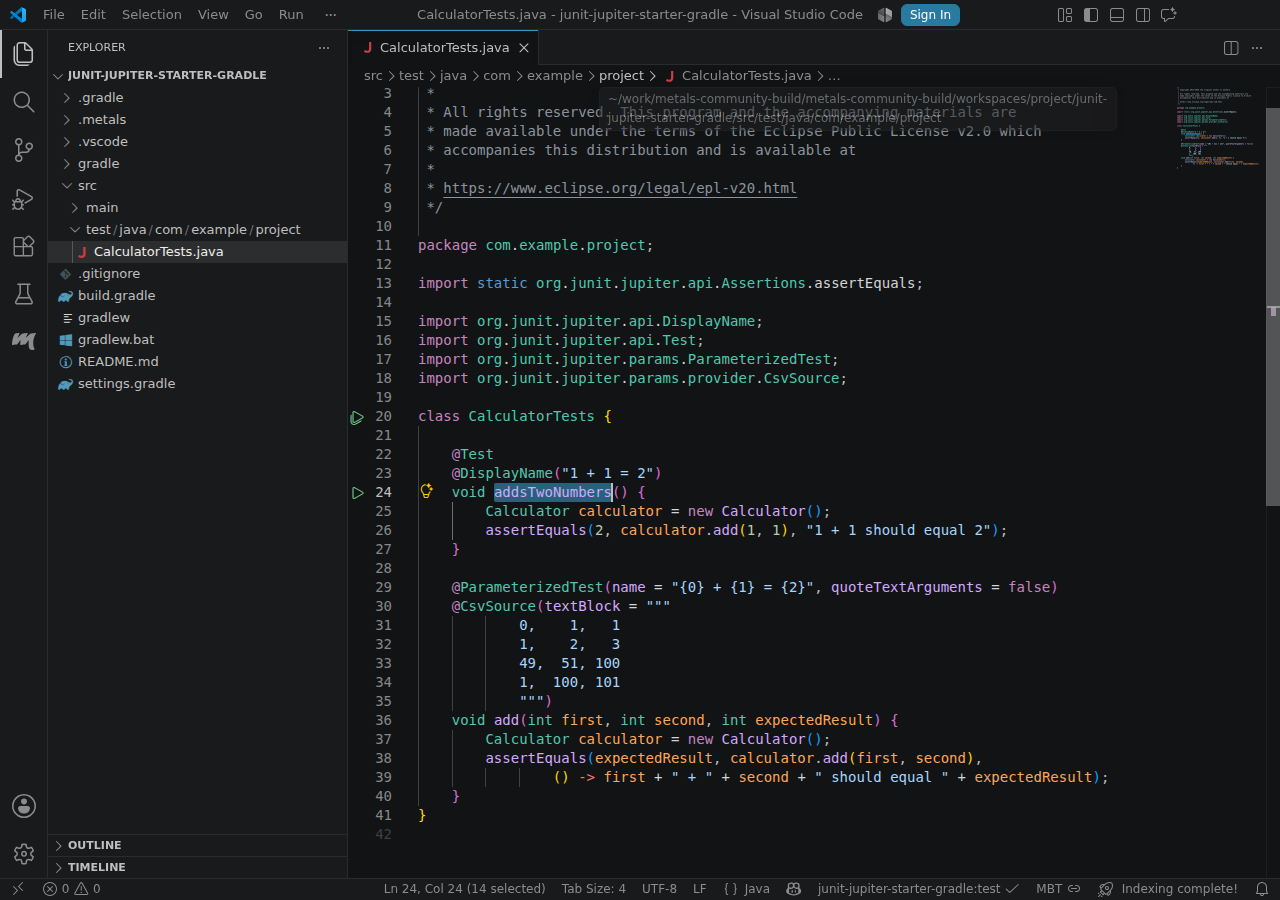 File Edit Selection View Go Run ···
CalculatorTests.java - junit-jupiter-starter-gradle - Visual Studio Code
Sign In
EXPLORER
JUNIT-JUPITER-STARTER-GRADLE
.gradle
.metals
.vscode
gradle
src
main
test/java/com/example/project
CalculatorTests.java
.gitignore
build.gradle
gradlew
gradlew.bat
README.md
settings.gradle
OUTLINE
TIMELINE
CalculatorTests.java
src > test > java > com > example > project > CalculatorTests.java > ...
~/work/metals-community-build/metals-community-build/workspaces/project/junit-
jupiter-starter-gradle/src/test/java/com/example/project
3 *
4 * All rights reserved. This program and the accompanying materials are
5 * made available under the terms of the Eclipse Public License v2.0 which
6 * accompanies this distribution and is available at
7 *
8 * https://www.eclipse.org/legal/epl-v20.html
9 */
10
11 package com.example.project;
12
13 import static org.junit.jupiter.api.Assertions.assertEquals;
14
15 import org.junit.jupiter.api.DisplayName;
16 import org.junit.jupiter.api.Test;
17 import org.junit.jupiter.params.ParameterizedTest;
18 import org.junit.jupiter.params.provider.CsvSource;
19
20 class CalculatorTests {
21
22 @Test
23 @DisplayName("1 + 1 = 2")
24 void addsTwoNumbers() {
25 Calculator calculator = new Calculator();
26 assertEquals(2, calculator.add(1, 1), "1 + 1 should equal 2");
27 }
28
29 @ParameterizedTest(name = "{0} + {1} = {2}", quoteTextArguments = false)
30 @CsvSource(textBlock = """
31 0, 1, 1
32 1, 2, 3
33 49, 51, 100
34 1, 100, 101
35 """)
36 void add(int first, int second, int expectedResult) {
37 Calculator calculator = new Calculator();
38 assertEquals(expectedResult, calculator.add(first, second),
39 () -> first + " + " + second + " should equal " + expectedResult);
40 }
41 }
42
0 0
Ln 24, Col 24 (14 selected) Tab Size: 4 UTF-8 LF { } Java junit-jupiter-starter-gradle:test MBT Indexing complete!